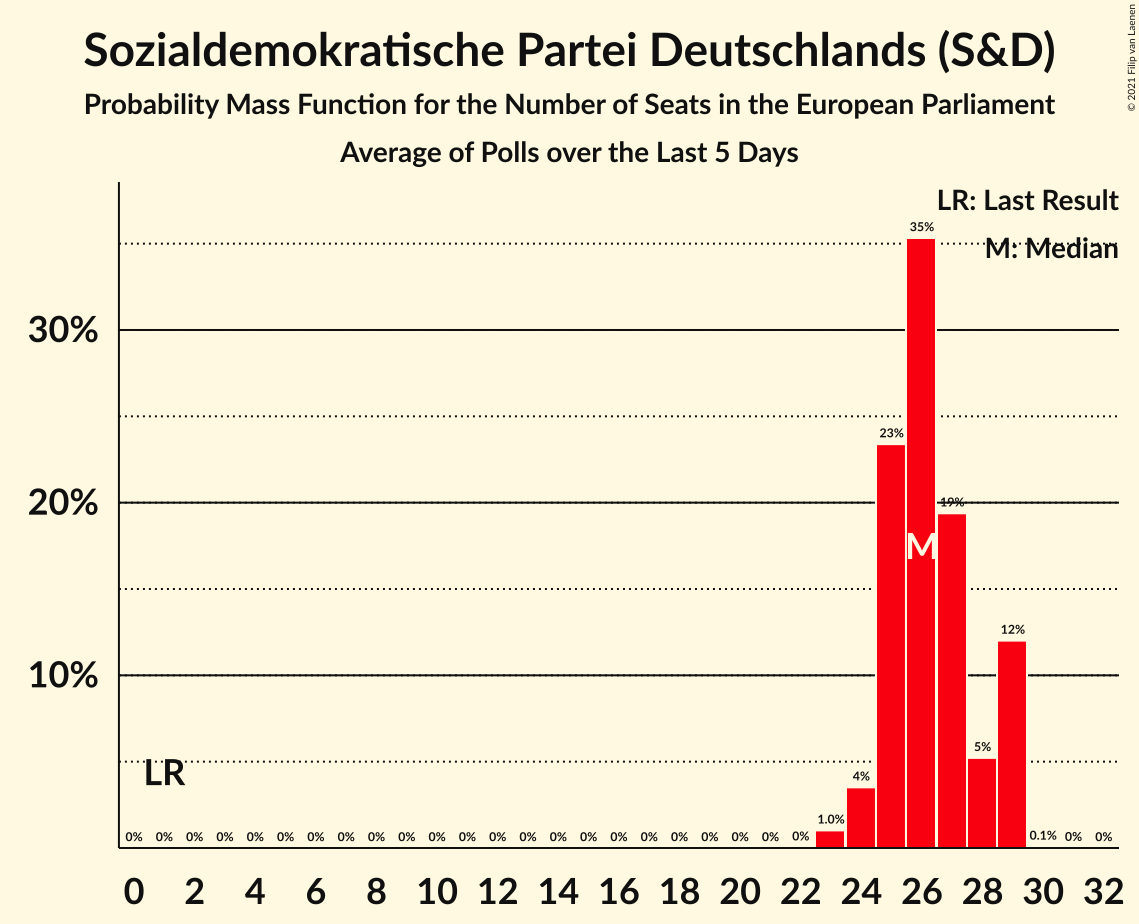 Sozialdemokratische Partei Deutschlands (S&D)
Probability Mass Function for the Number of Seats in the European Parliament
Average of Polls over the Last 5 Days
© 2021 Filip van Laenen
LR: Last Result
M: Median
35%
30%
23%
20%
19%
M
12%
10%
5%
LR
4%
1.0%
0% 0% 0% 0% 0% 0% 0% 0% 0% 0% 0% 0% 0% 0% 0% 0% 0% 0% 0% 0% 0% 0% 0% 0.1% 0% 0%
0 2 4 6 8 10 12 14 16 18 20 22 24 26 28 30 32